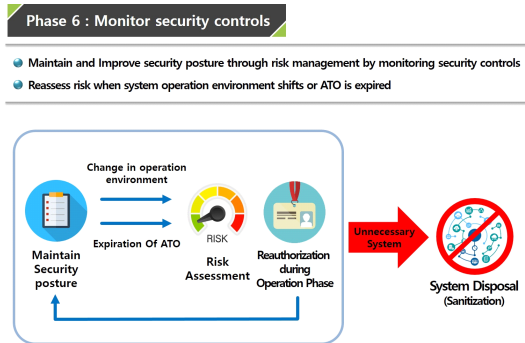 Phase 6 : Monitor security controls
Maintain and Improve security posture through risk management by monitoring security controls
Reassess risk when system operation environment shifts or ATO is expired
Change in operation
environment
Expiration Of ATO
RISK
Maintain
Security
posture
Risk
Assessment
Reauthorization
during
Operation Phase
Unnecessary
System
System Disposal
(Sanitization)